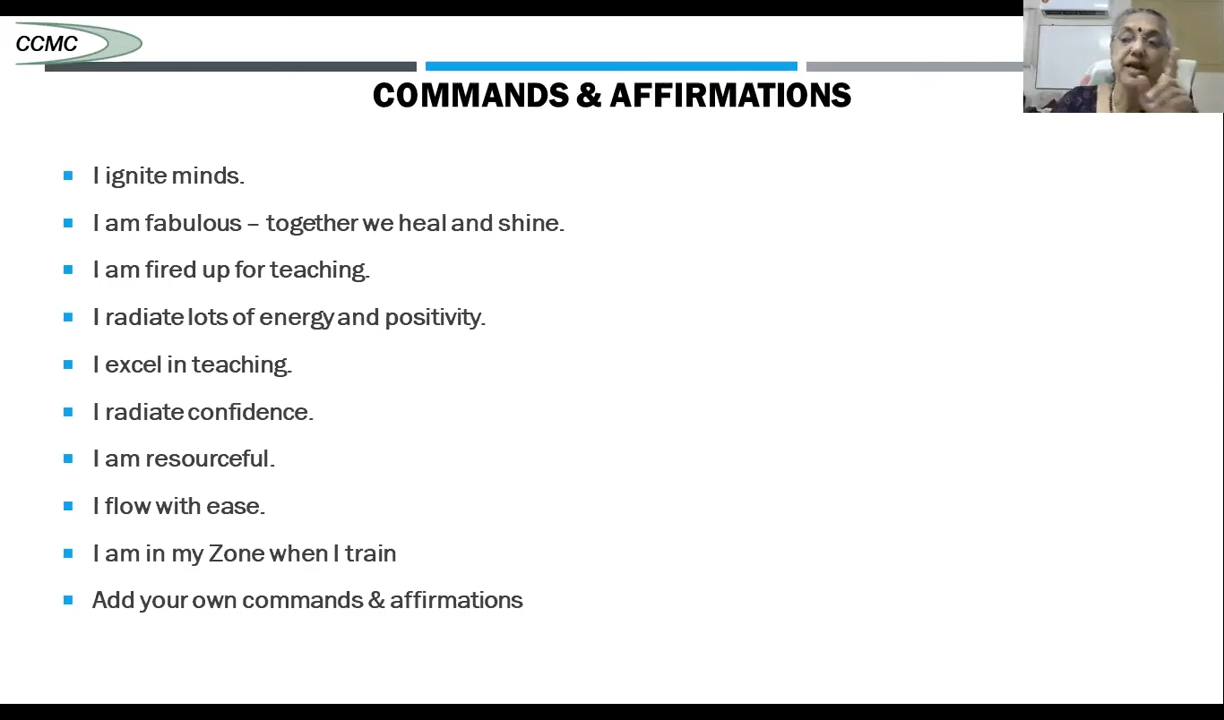 CCMC
COMMANDS & AFFIRMATIONS
I ignite minds.
I am fabulous – together we heal and shine.
I am fired up for teaching.
I radiate lots of energy and positivity.
I excel in teaching.
I radiate confidence.
I am resourceful.
I flow with ease.
I am in my Zone when I train
Add your own commands & affirmations